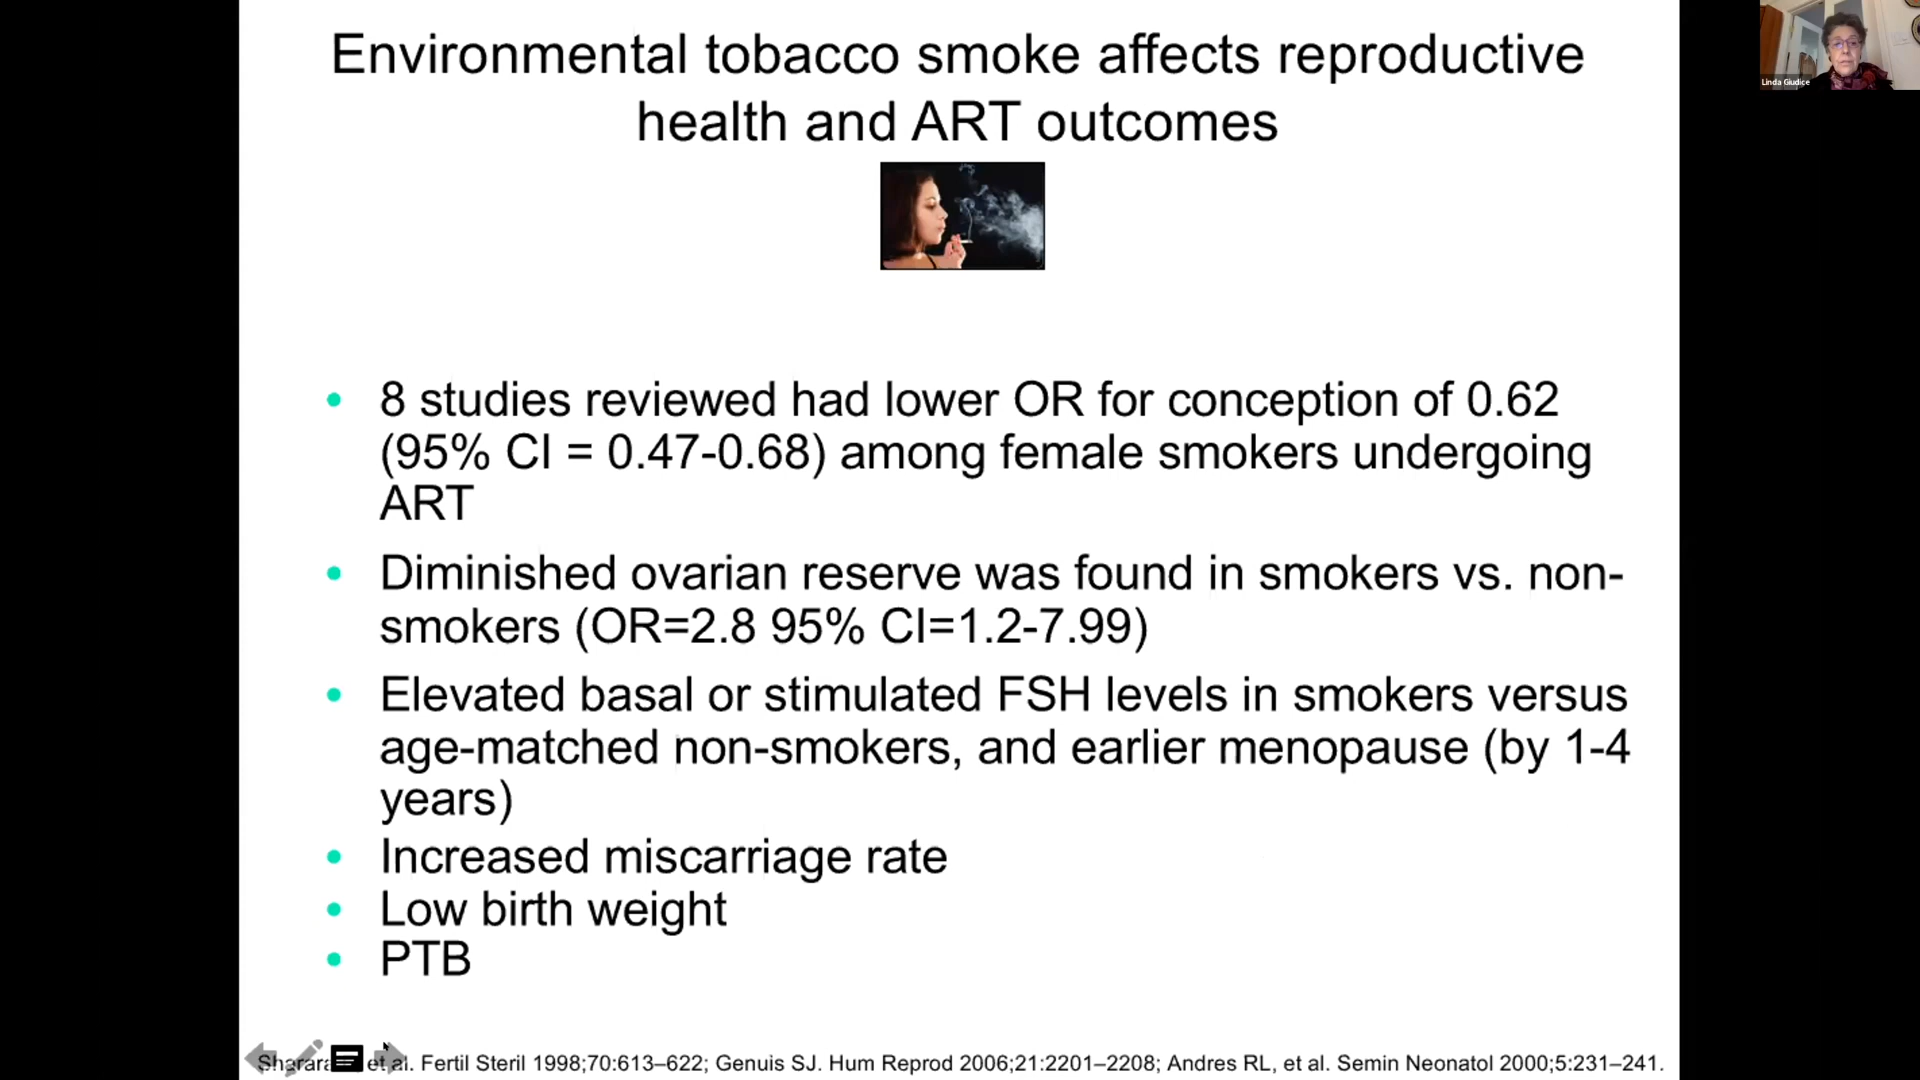 Environmental tobacco smoke affects reproductive
health and ART outcomes
Linda Giudice
• 8 studies reviewed had lower OR for conception of 0.62
(95% CI = 0.47-0.68) among female smokers undergoing
ART
• Diminished ovarian reserve was found in smokers vs. non-
smokers (OR=2.8 95% CI=1.2-7.99)
• Elevated basal or stimulated FSH levels in smokers versus
age-matched non-smokers, and earlier menopause (by 1-4
years)
• Increased miscarriage rate
• Low birth weight
• PTB
et al. Fertil Steril 1998;70:613–622; Genuis SJ. Hum Reprod 2006;21:2201–2208; Andres RL, et al. Semin Neonatol 2000;5:231–241.